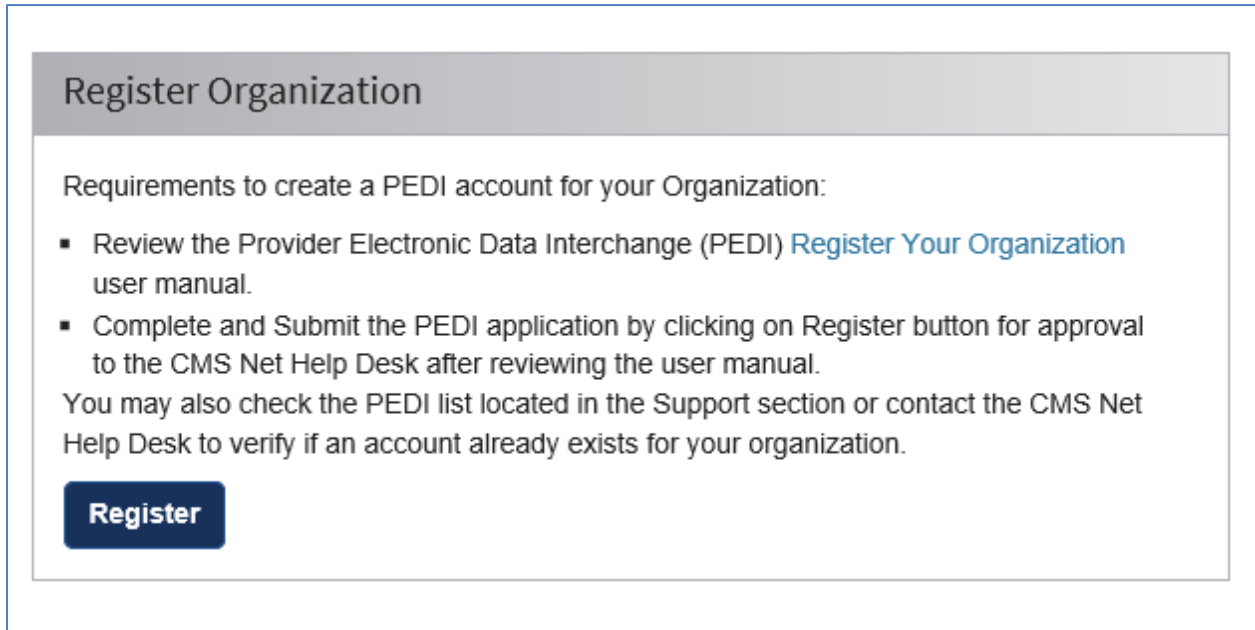 Register Organization
Requirements to create a PEDI account for your Organization:
▪ Review the Provider Electronic Data Interchange (PEDI) Register Your Organization
user manual.
▪ Complete and Submit the PEDI application by clicking on Register button for approval
to the CMS Net Help Desk after reviewing the user manual.
You may also check the PEDI list located in the Support section or contact the CMS Net
Help Desk to verify if an account already exists for your organization.
Register